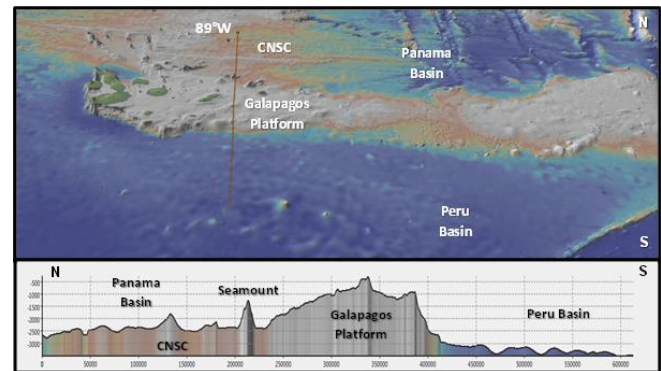 N
89°W
CNSC
Panama
Basin
Galapagos
Platform
Peru
Basin
S
N
S
Panama
Basin
Seamount
Galapagos
Platform
Peru Basin
CNSC
-500
-1000
-1500
-2000
-2500
-3000
0 50000 100000 150000 200000 250000 300000 350000 400000 450000 500000 550000 600000